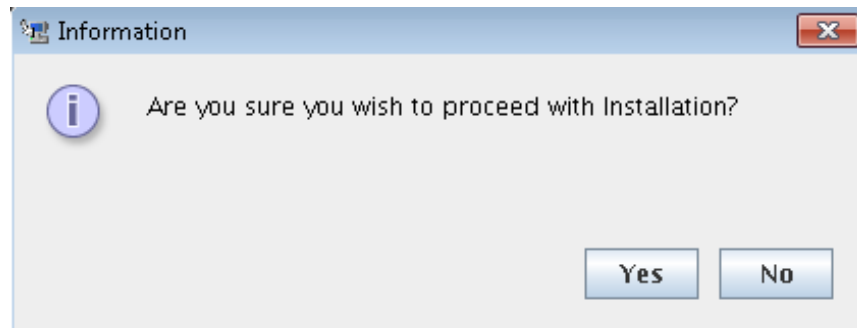 Information
Are you sure you wish to proceed with Installation?
Yes No